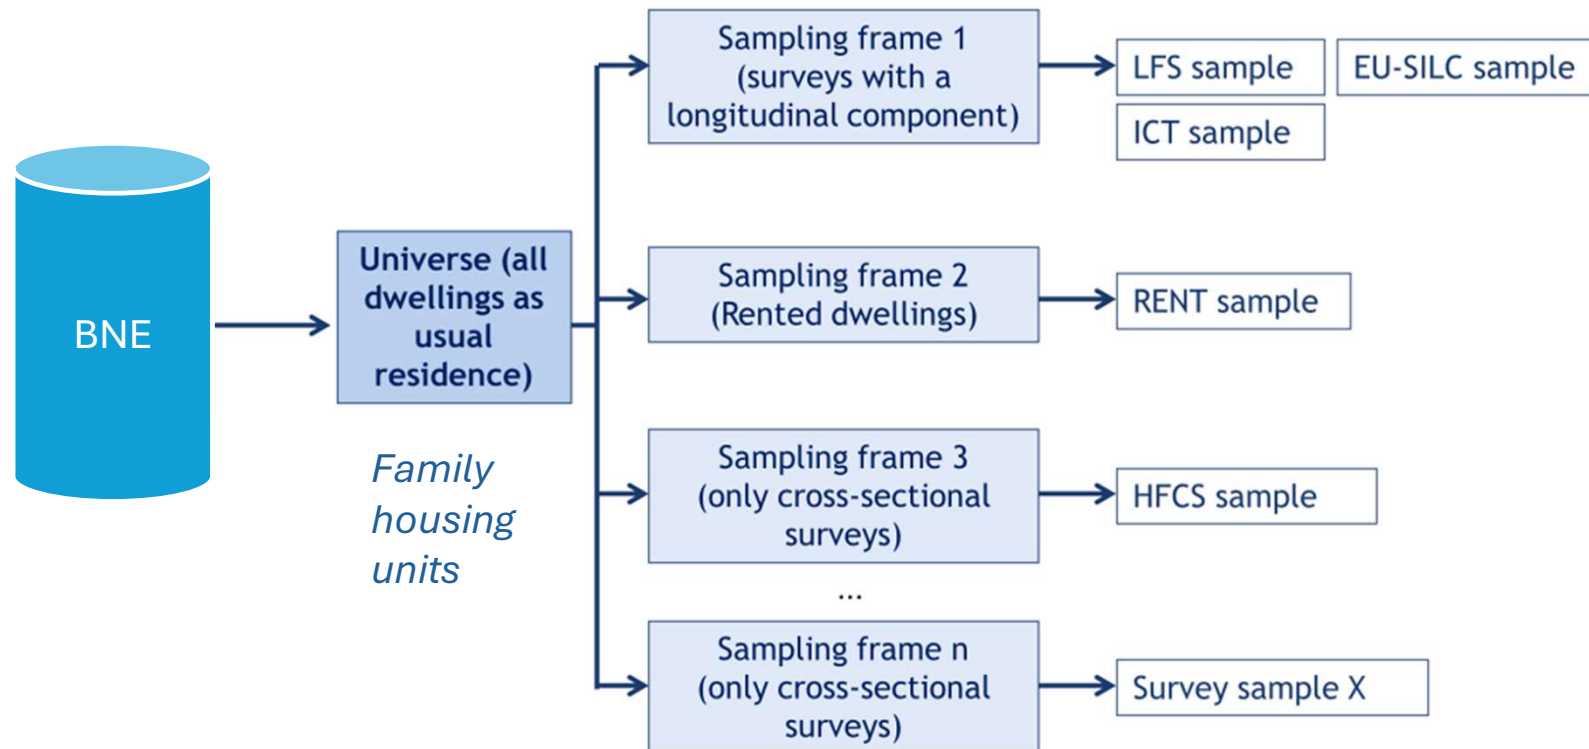 BNE
Universe (all
dwellings as
usual
residence)
Family
housing
units
Sampling frame 1
(surveys with a
longitudinal component)
LFS sample
EU-SILC sample
ICT sample
Sampling frame 2
(Rented dwellings)
RENT sample
Sampling frame 3
(only cross-sectional
surveys)
HFCS sample
...
Sampling frame n
(only cross-sectional
surveys)
Survey sample X